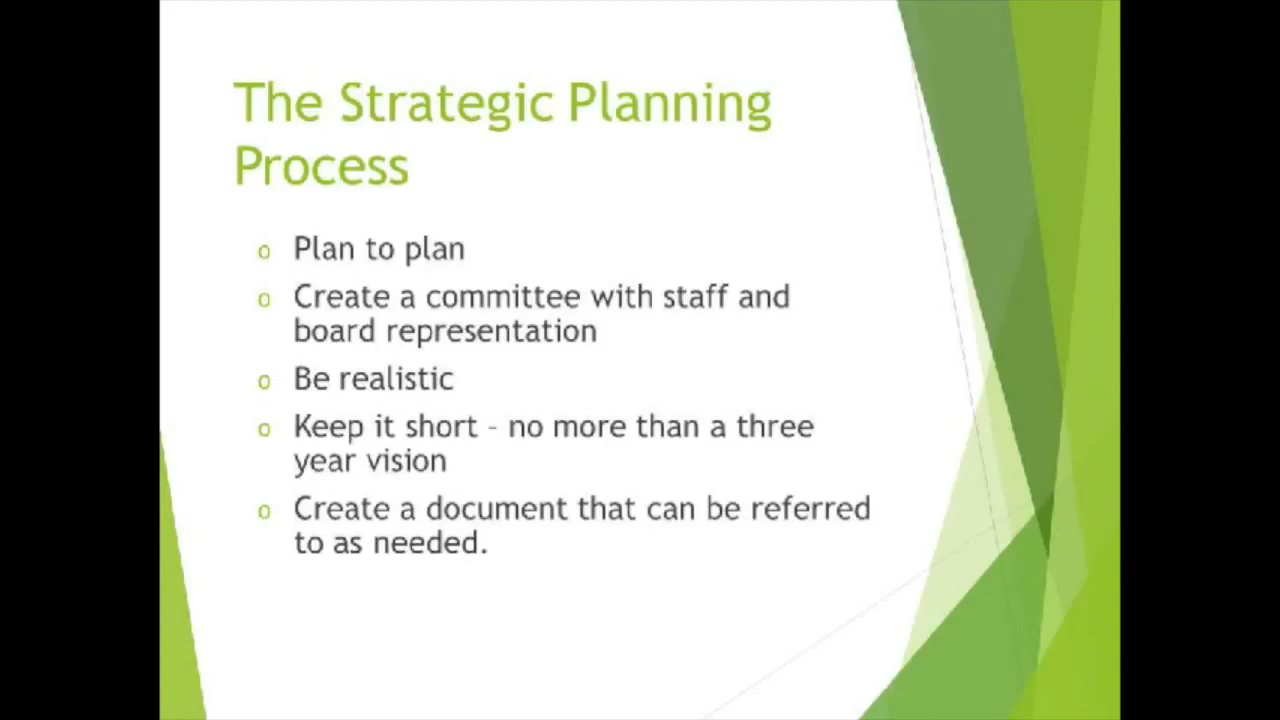 The Strategic Planning
Process
o Plan to plan
o Create a committee with staff and
board representation
o Be realistic
o Keep it short – no more than a three
year vision
o Create a document that can be referred
to as needed.